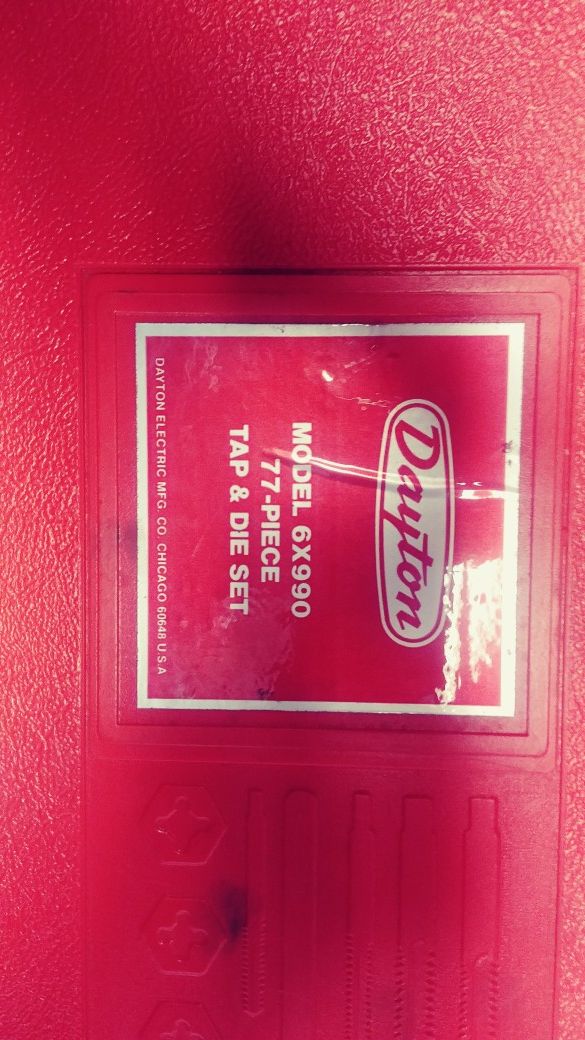 Dayton
MODEL 6X990
77-PIECE
TAP & DIE SET
DAYTON ELECTRIC MFG. CO. CHICAGO 60648 U.S.A